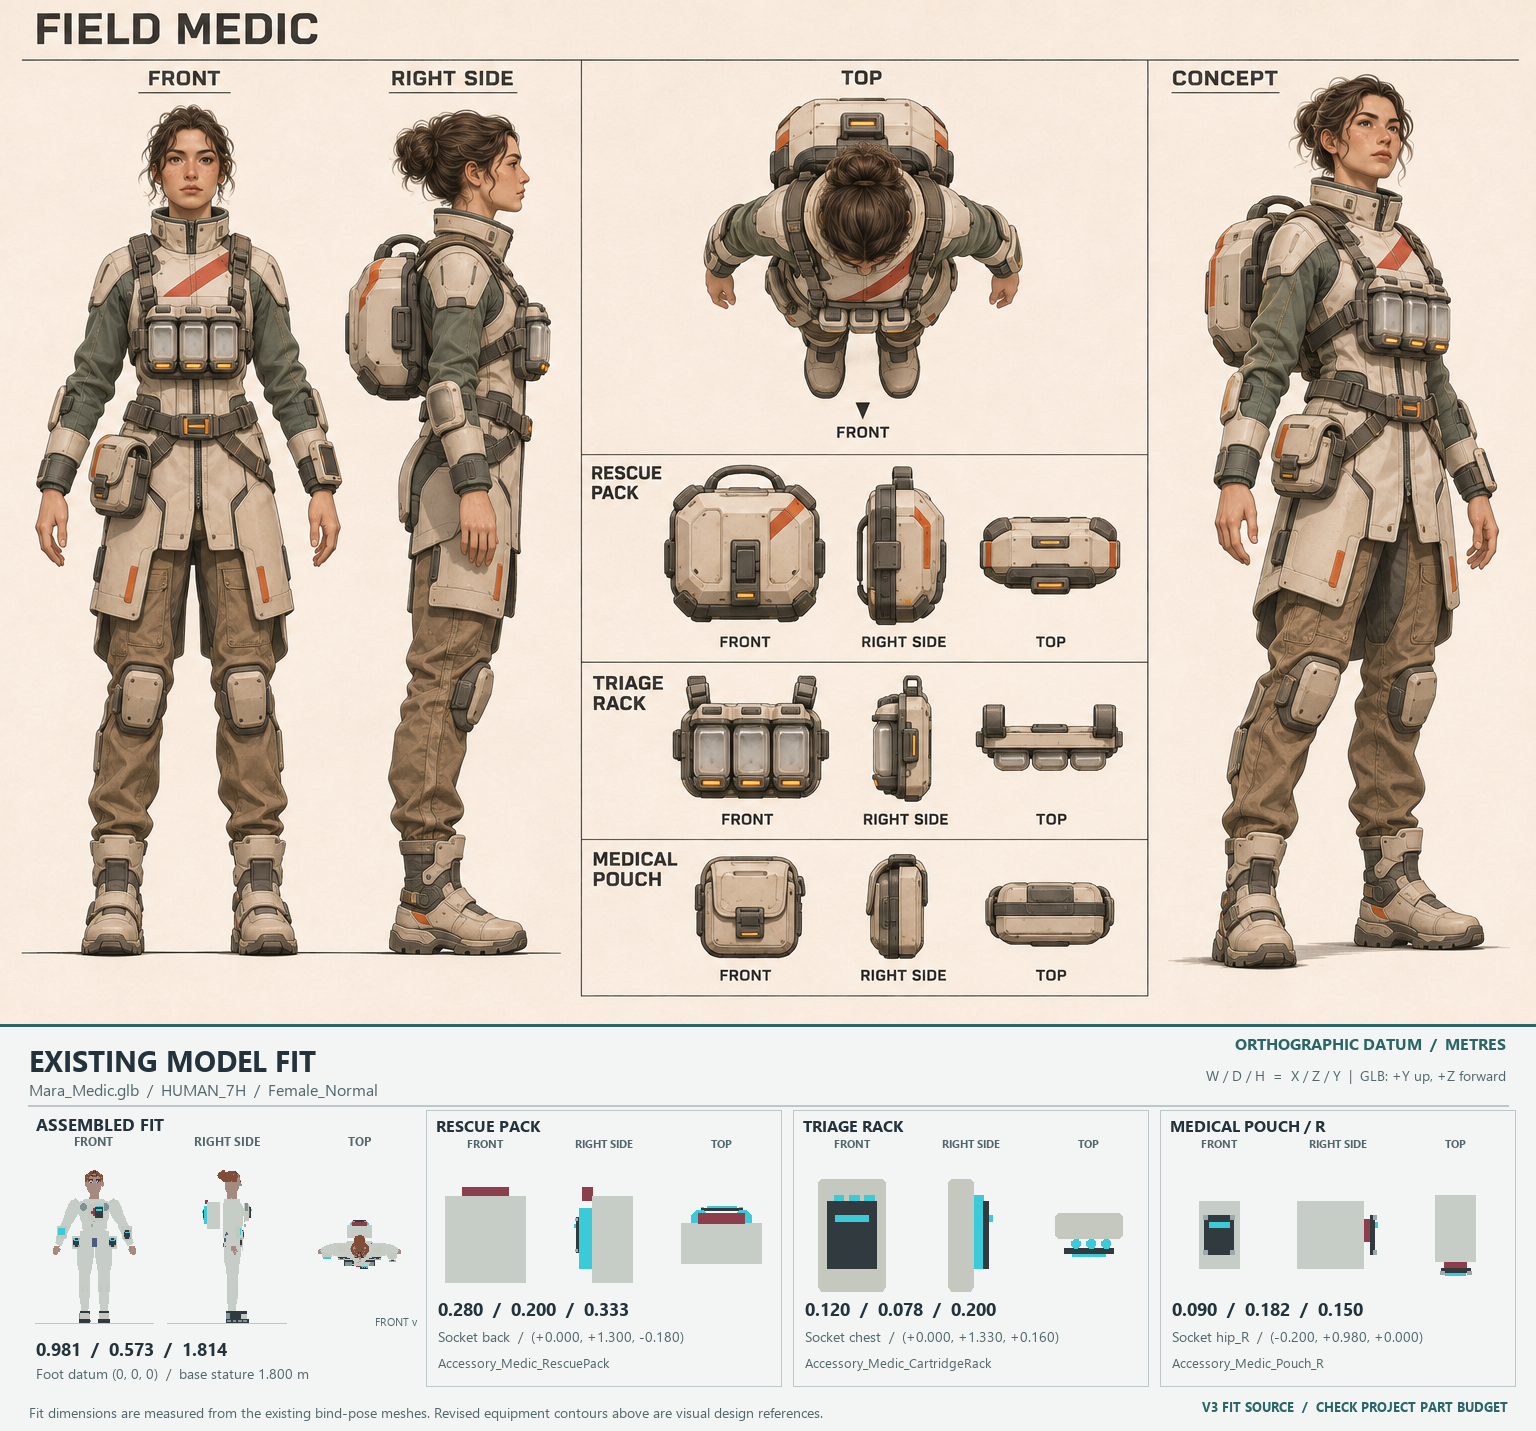 FIELD MEDIC
FRONT
RIGHT SIDE
TOP
CONCEPT
FRONT
RESCUE
PACK
FRONT
RIGHT SIDE
TOP
TRIAGE
RACK
FRONT
RIGHT SIDE
TOP
MEDICAL
POUCH
FRONT
RIGHT SIDE
TOP
EXISTING MODEL FIT
Mara_Medic.glb / HUMAN_7H / Female_Normal
ORTHOGRAPHIC DATUM / METRES
W / D / H = X / Z / Y | GLB: +Y up, +Z forward
ASSEMBLED FIT
FRONT
RIGHT SIDE
TOP
FRONT v
0.981 / 0.573 / 1.814
Foot datum (0, 0, 0) / base stature 1.800 m
RESCUE PACK
FRONT
RIGHT SIDE
TOP
0.280 / 0.200 / 0.333
Socket back / (+0.000, +1.300, -0.180)
Accessory_Medic_RescuePack
TRIAGE RACK
FRONT
RIGHT SIDE
TOP
0.120 / 0.078 / 0.200
Socket chest / (+0.000, +1.330, +0.160)
Accessory_Medic_CartridgeRack
MEDICAL POUCH / R
FRONT
RIGHT SIDE
TOP
0.090 / 0.182 / 0.150
Socket hip_R / (-0.200, +0.980, +0.000)
Accessory_Medic_Pouch_R
Fit dimensions are measured from the existing bind-pose meshes. Revised equipment contours above are visual design references.
V3 FIT SOURCE / CHECK PROJECT PART BUDGET